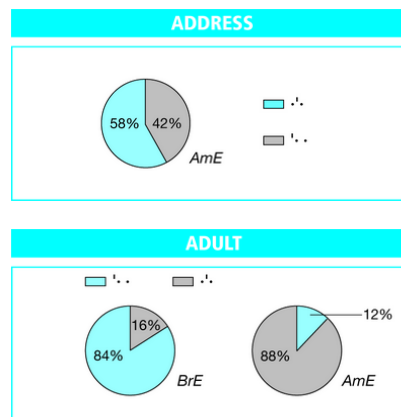 ADDRESS
58% 42% .'.
'. .
AmE
ADULT
'. . .'.
16% 12%
84% 88%
BrE AmE